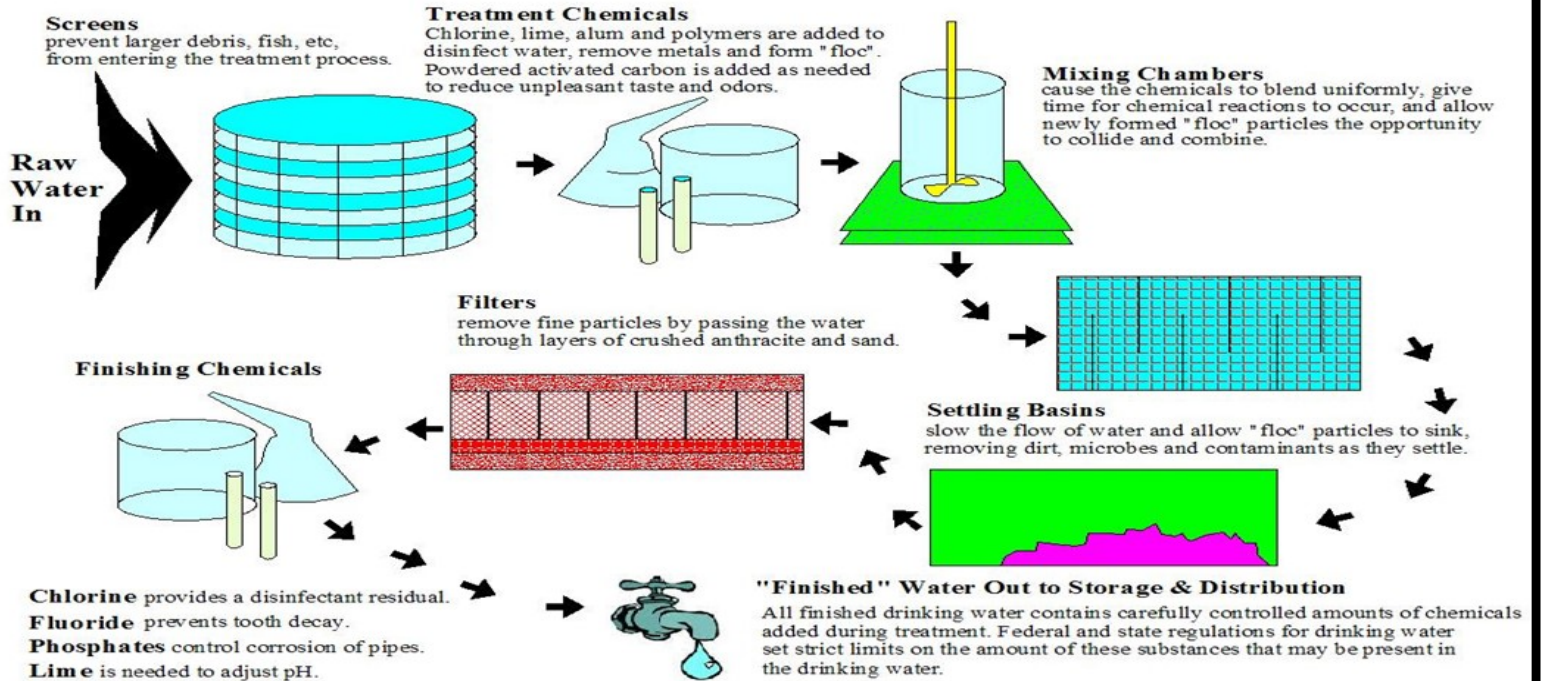 Screens
prevent larger debris, fish, etc,
from entering the treatment process.
Treatment Chemicals
Chlorine, lime, alum and polymers are added to
disinfect water, remove metals and form "floc".
Powdered activated carbon is added as needed
to reduce unpleasant taste and odors.
Mixing Chambers
cause the chemicals to blend uniformly, give
time for chemical reactions to occur, and allow
newly formed "floc" particles the opportunity
to collide and combine.
Raw
Water
In
Settling Basins
slow the flow of water and allow "floc" particles to sink,
removing dirt, microbes and contaminants as they settle.
Filters
remove fine particles by passing the water
through layers of crushed anthracite and sand.
Finishing Chemicals
Chlorine provides a disinfectant residual.
Fluoride prevents tooth decay.
Phosphates control corrosion of pipes.
Lime is needed to adjust pH.
"Finished" Water Out to Storage & Distribution
All finished drinking water contains carefully controlled amounts of chemicals
added during treatment. Federal and state regulations for drinking water
set strict limits on the amount of these substances that may be present in
the drinking water.